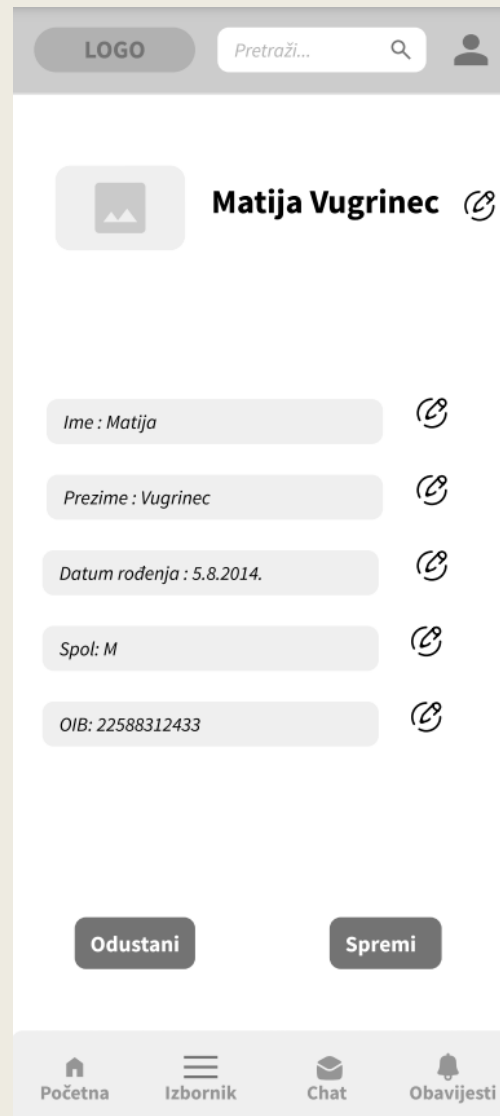 LOGO
Pretraži...
Matija Vugrinec
Ime : Matija
Prezime : Vugrinec
Datum rođenja : 5.8.2014.
Spol: M
OIB: 22588312433
Odustani
Spremi
Početna
Izbornik
Chat
Obavijesti